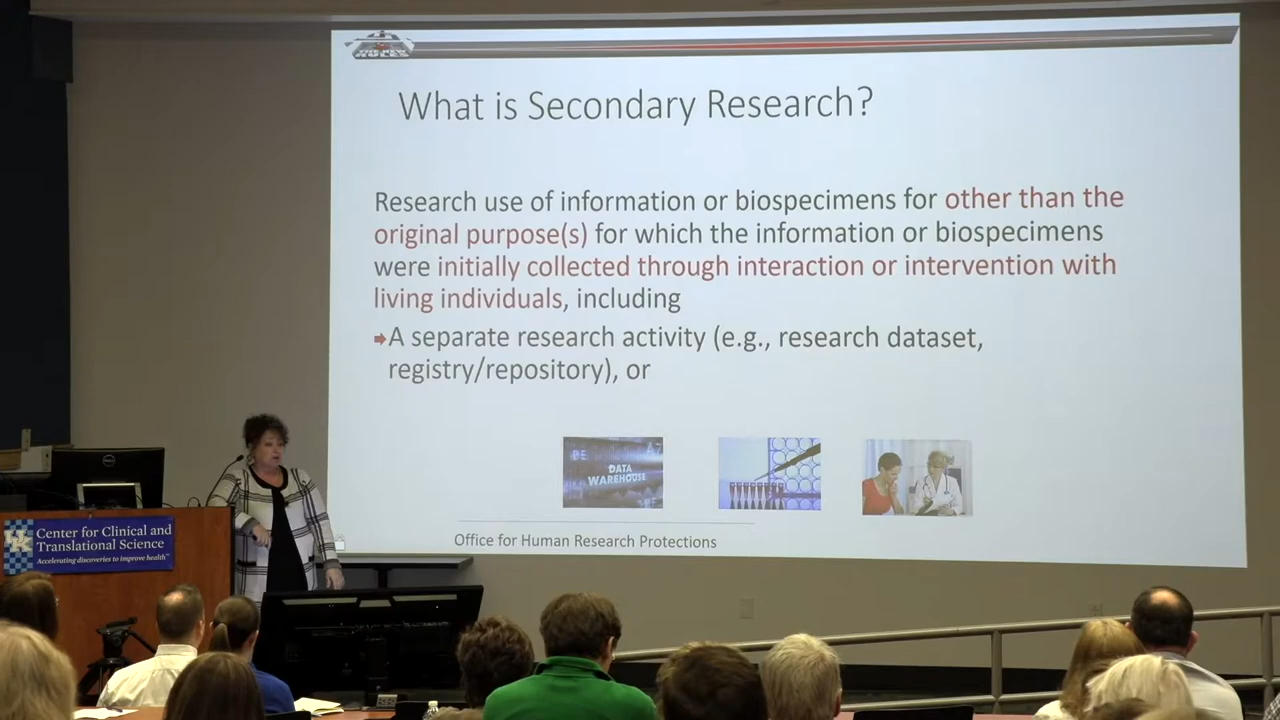 What is Secondary Research?
Research use of information or biospecimens for other than the
original purpose(s) for which the information or biospecimens
were initially collected through interaction or intervention with
living individuals, including
A separate research activity (e.g., research dataset,
registry/repository), or
DATA
WAREHOUSE
Office for Human Research Protections
DELL
UK
Center for Clinical and
Translational Science
Accelerating discoveries to improve health™